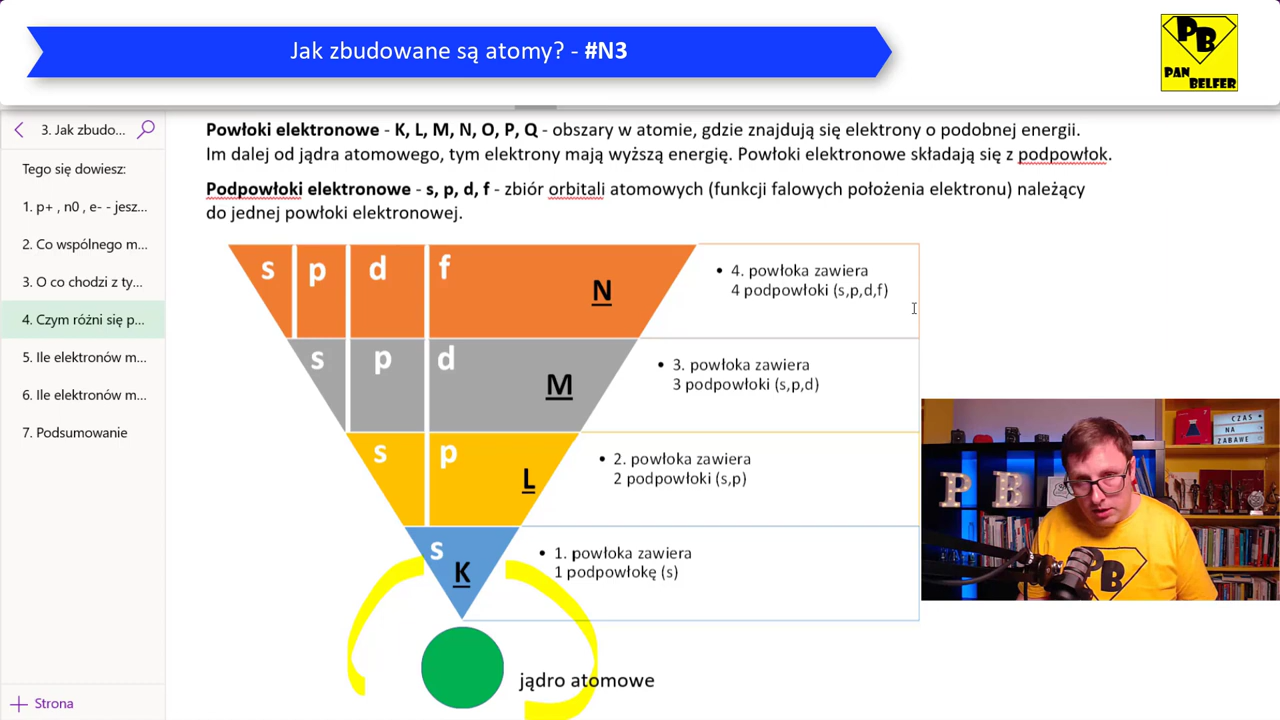 Jak zbudowane są atomy? - #N3
PB
PAN
BELFER
3. Jak zbudo...
Tego się dowiesz:
1. p+ , n0 , e- - jesz...
2. Co wspólnego m...
3. O co chodzi z ty...
4. Czym różni się p...
5. Ile elektronów m...
6. Ile elektronów m...
7. Podsumowanie
Strona
Powłoki elektronowe - K, L, M, N, O, P, Q - obszary w atomie, gdzie znajdują się elektrony o podobnej energii.
Im dalej od jądra atomowego, tym elektrony mają wyższą energię. Powłoki elektronowe składają się z podpowłok.
Podpowłoki elektronowe - s, p, d, f - zbiór orbitali atomowych (funkcji falowych położenia elektronu) należący
do jednej powłoki elektronowej.
s p d f N
• 4. powłoka zawiera
4 podpowłoki (s,p,d,f)
s p d M
• 3. powłoka zawiera
3 podpowłoki (s,p,d)
s p L
• 2. powłoka zawiera
2 podpowłoki (s,p)
s K
• 1. powłoka zawiera
1 podpowłokę (s)
jądro atomowe
CZAS
NA
ZABAWE
P B
PB